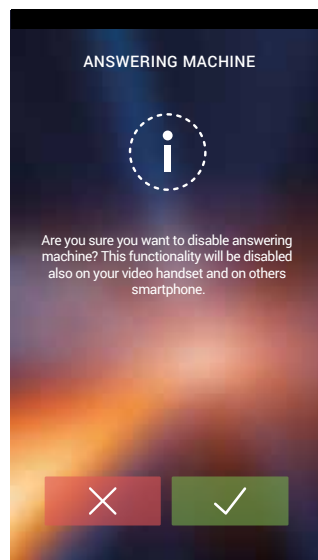 ANSWERING MACHINE
i
Are you sure you want to disable answering
machine? This functionality will be disabled
also on your video handset and on others
smartphone.